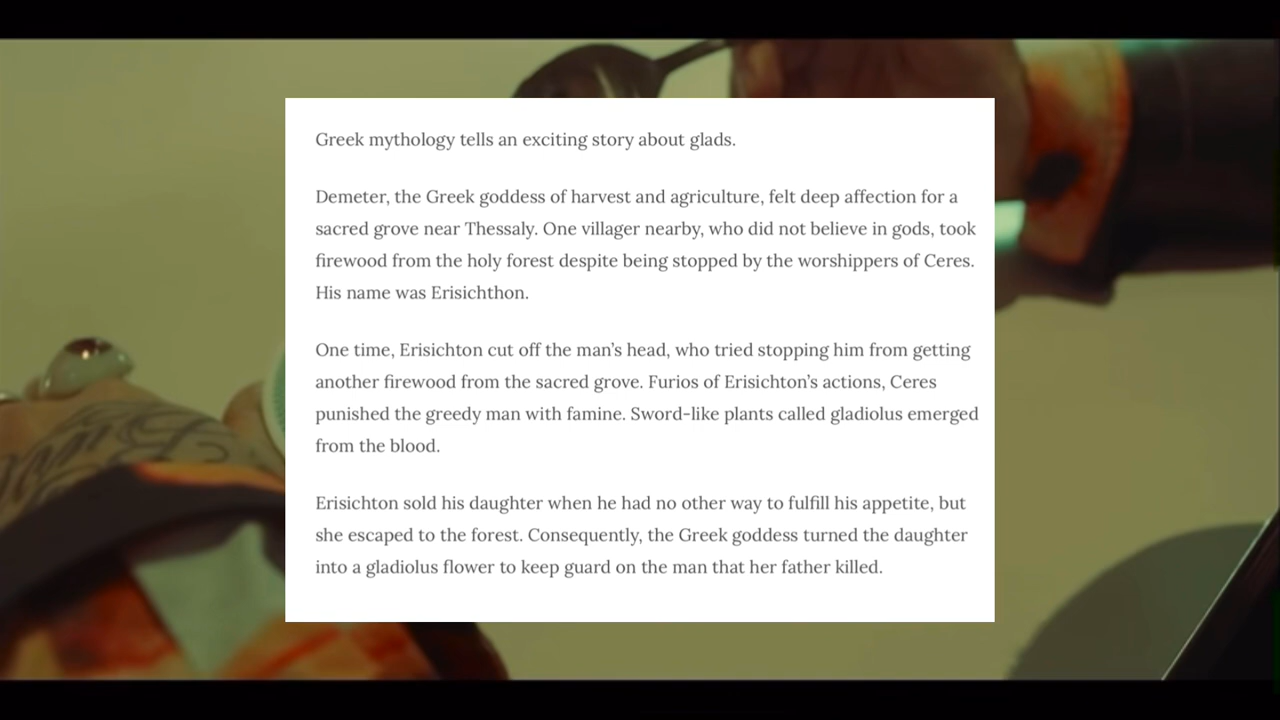 Greek mythology tells an exciting story about glads.
Demeter, the Greek goddess of harvest and agriculture, felt deep affection for a
sacred grove near Thessaly. One villager nearby, who did not believe in gods, took
firewood from the holy forest despite being stopped by the worshippers of Ceres.
His name was Erisichthon.
One time, Erisichton cut off the man’s head, who tried stopping him from getting
another firewood from the sacred grove. Furios of Erisichton’s actions, Ceres
punished the greedy man with famine. Sword-like plants called gladiolus emerged
from the blood.
Erisichton sold his daughter when he had no other way to fulfill his appetite, but
she escaped to the forest. Consequently, the Greek goddess turned the daughter
into a gladiolus flower to keep guard on the man that her father killed.